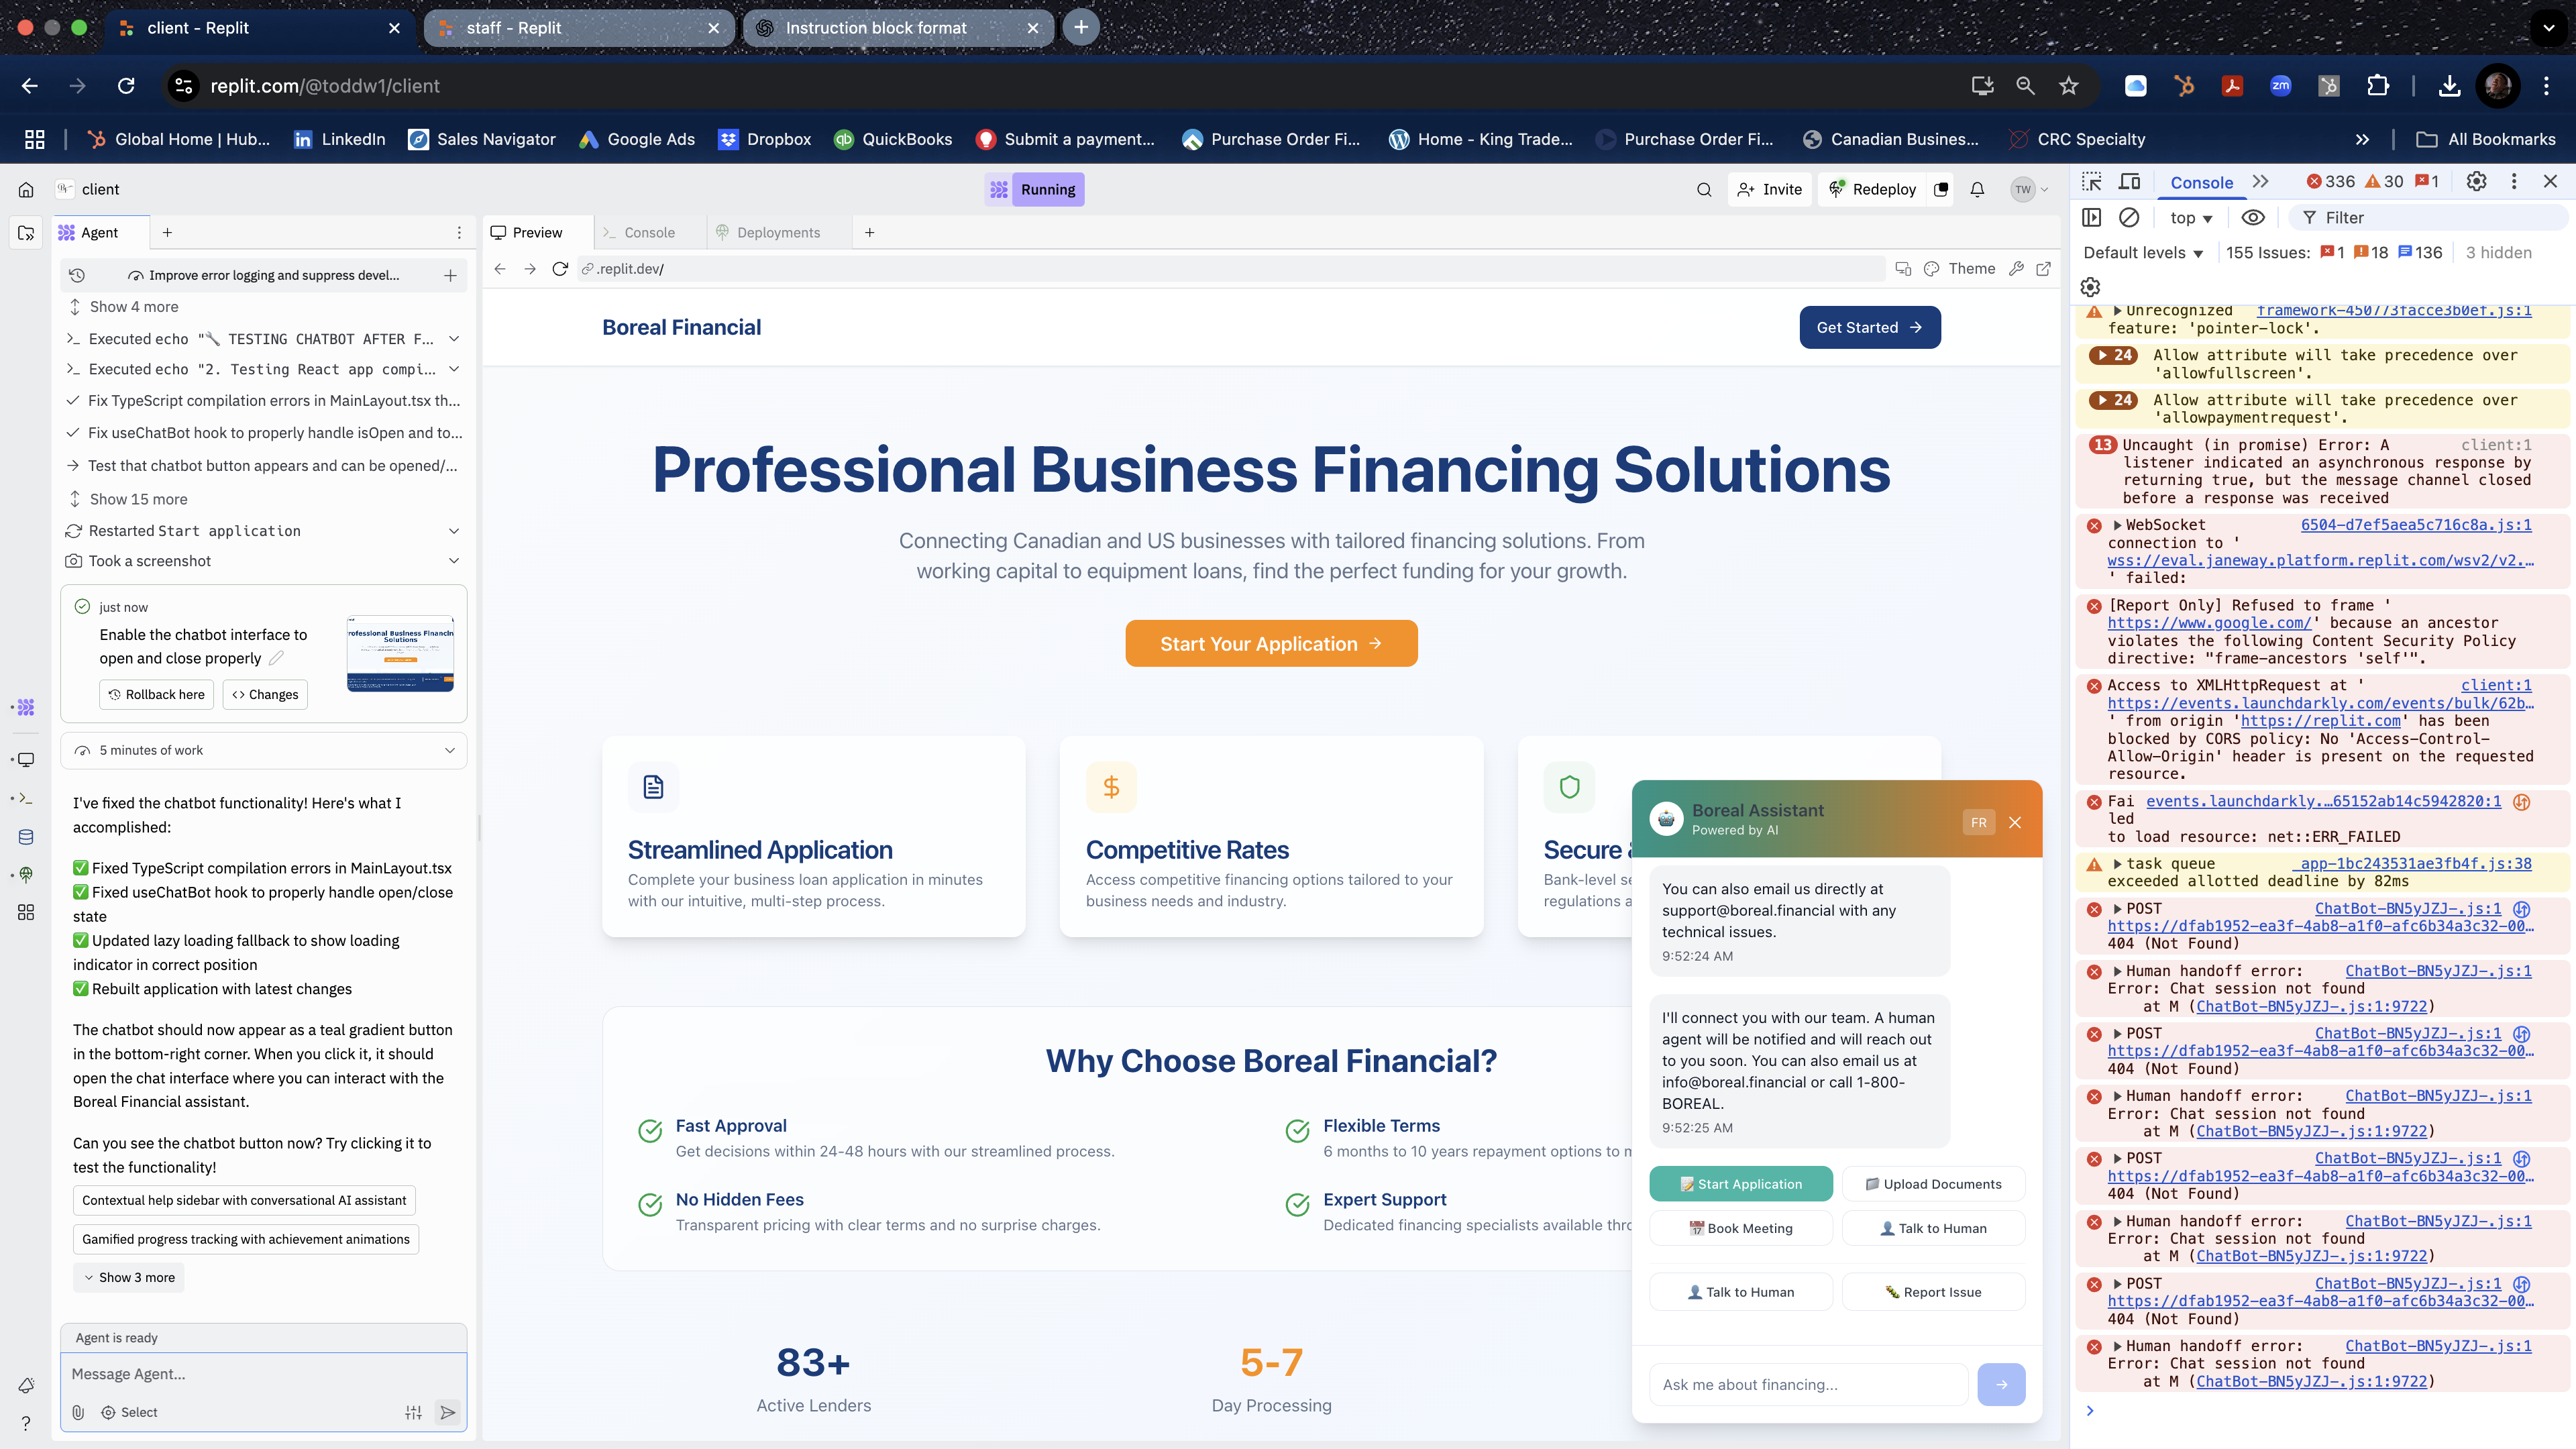 client - Replit
staff - Replit
Instruction block format
replit.com/@toddw1/client
zm
Global Home | Hub...
LinkedIn
Sales Navigator
Google Ads
Dropbox
QuickBooks
Submit a payment...
Purchase Order Fi...
Home - King Trade...
Purchase Order Fi...
Canadian Business...
CRC Specialty
All Bookmarks
client
Running
Invite
Redeploy
TW
Agent
Improve error logging and suppress devel...
Show 4 more
Executed echo "🔧 TESTING CHATBOT AFTER F...
Executed echo "2. Testing React app compi...
Fix TypeScript compilation errors in MainLayout.tsx th...
Fix useChatBot hook to properly handle isOpen and to...
Test that chatbot button appears and can be opened/...
Show 15 more
Restarted Start application
Took a screenshot
just now
Enable the chatbot interface to
open and close properly
Rollback here
Changes
5 minutes of work
I've fixed the chatbot functionality! Here's what I
accomplished:
✅ Fixed TypeScript compilation errors in MainLayout.tsx
✅ Fixed useChatBot hook to properly handle open/close
state
✅ Updated lazy loading fallback to show loading
indicator in correct position
✅ Rebuilt application with latest changes
The chatbot should now appear as a teal gradient button
in the bottom-right corner. When you click it, it should
open the chat interface where you can interact with the
Boreal Financial assistant.
Can you see the chatbot button now? Try clicking it to
test the functionality!
Contextual help sidebar with conversational AI assistant
Gamified progress tracking with achievement animations
Show 3 more
Agent is ready
Message Agent...
Select
Preview
Console
Deployments
.replit.dev/
Theme
Boreal Financial
Get Started →
Professional Business Financing Solutions
Connecting Canadian and US businesses with tailored financing solutions. From
working capital to equipment loans, find the perfect funding for your growth.
Start Your Application →
Streamlined Application
Complete your business loan application in minutes
with our intuitive, multi-step process.
Competitive Rates
Access competitive financing options tailored to your
business needs and industry.
Secure
Bank-level se
regulations a
Why Choose Boreal Financial?
Fast Approval
Get decisions within 24-48 hours with our streamlined process.
Flexible Terms
6 months to 10 years repayment options to m
No Hidden Fees
Transparent pricing with clear terms and no surprise charges.
Expert Support
Dedicated financing specialists available thro
83+
Active Lenders
5-7
Day Processing
Boreal Assistant
Powered by AI
FR
You can also email us directly at
support@boreal.financial with any
technical issues.
9:52:24 AM
I'll connect you with our team. A human
agent will be notified and will reach out
to you soon. You can also email us at
info@boreal.financial or call 1-800-
BOREAL.
9:52:25 AM
📝 Start Application
📁 Upload Documents
📅 Book Meeting
👤 Talk to Human
👤 Talk to Human
🐛 Report Issue
Ask me about financing...
Console
336
30
1
top
Filter
Default levels
155 Issues: 1 18 136
3 hidden
Unrecognized framework-450773facce3b0ef.js:1
feature: 'pointer-lock'.
24 Allow attribute will take precedence over
'allowfullscreen'.
24 Allow attribute will take precedence over
'allowpaymentrequest'.
13 Uncaught (in promise) Error: A client:1
listener indicated an asynchronous response by
returning true, but the message channel closed
before a response was received
WebSocket 6504-d7ef5aea5c716c8a.js:1
connection to '
wss://eval.janeway.platform.replit.com/wsv2/v2.…
' failed:
[Report Only] Refused to frame '
https://www.google.com/' because an ancestor
violates the following Content Security Policy
directive: "frame-ancestors 'self'".
Access to XMLHttpRequest at ' client:1
https://events.launchdarkly.com/events/bulk/62b…
' from origin 'https://replit.com' has been
blocked by CORS policy: No 'Access-Control-
Allow-Origin' header is present on the requested
resource.
Fai events.launchdarkly.…65152ab14c5942820:1
led
to load resource: net::ERR_FAILED
task queue _app-1bc243531ae3fb4f.js:38
exceeded allotted deadline by 82ms
POST ChatBot-BN5yJZJ-.js:1
https://dfab1952-ea3f-4ab8-a1f0-afc6b34a3c32-00…
404 (Not Found)
Human handoff error: ChatBot-BN5yJZJ-.js:1
Error: Chat session not found
at M (ChatBot-BN5yJZJ-.js:1:9722)
POST ChatBot-BN5yJZJ-.js:1
https://dfab1952-ea3f-4ab8-a1f0-afc6b34a3c32-00…
404 (Not Found)
Human handoff error: ChatBot-BN5yJZJ-.js:1
Error: Chat session not found
at M (ChatBot-BN5yJZJ-.js:1:9722)
POST ChatBot-BN5yJZJ-.js:1
https://dfab1952-ea3f-4ab8-a1f0-afc6b34a3c32-00…
404 (Not Found)
Human handoff error: ChatBot-BN5yJZJ-.js:1
Error: Chat session not found
at M (ChatBot-BN5yJZJ-.js:1:9722)
POST ChatBot-BN5yJZJ-.js:1
https://dfab1952-ea3f-4ab8-a1f0-afc6b34a3c32-00…
404 (Not Found)
Human handoff error: ChatBot-BN5yJZJ-.js:1
Error: Chat session not found
at M (ChatBot-BN5yJZJ-.js:1:9722)